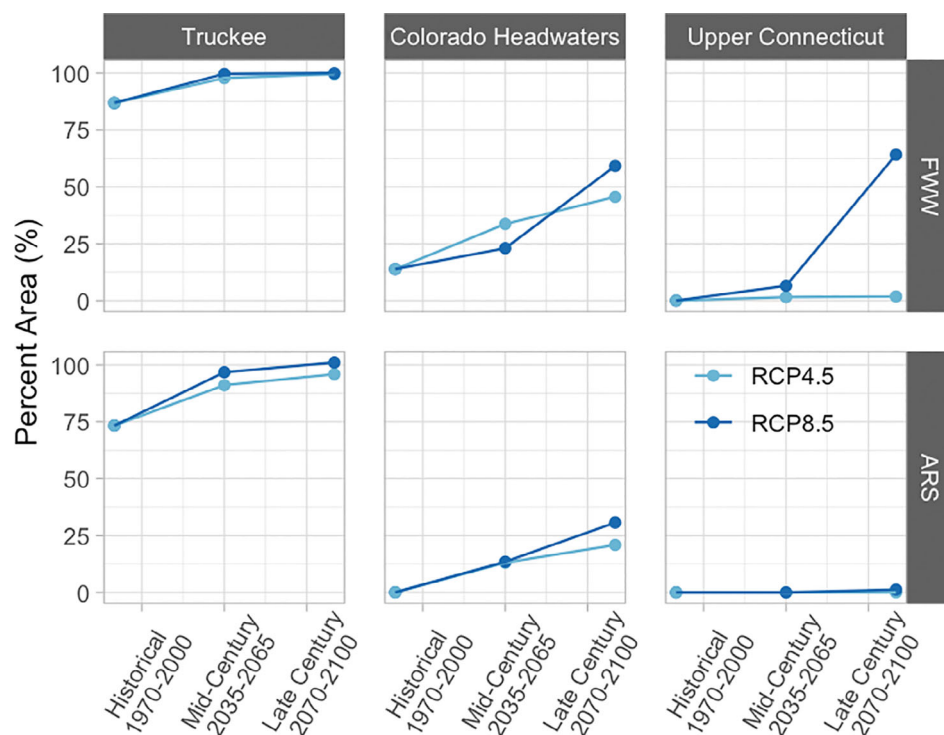 Truckee
Colorado Headwaters
Upper Connecticut
Percent Area (%)
100
75
50
25
0
FWW
100
75
50
25
0
RCP4.5
RCP8.5
ARS
Historical
1970-2000
Mid-Century
2035-2065
Late Century
2070-2100
Historical
1970-2000
Mid-Century
2035-2065
Late Century
2070-2100
Historical
1970-2000
Mid-Century
2035-2065
Late Century
2070-2100